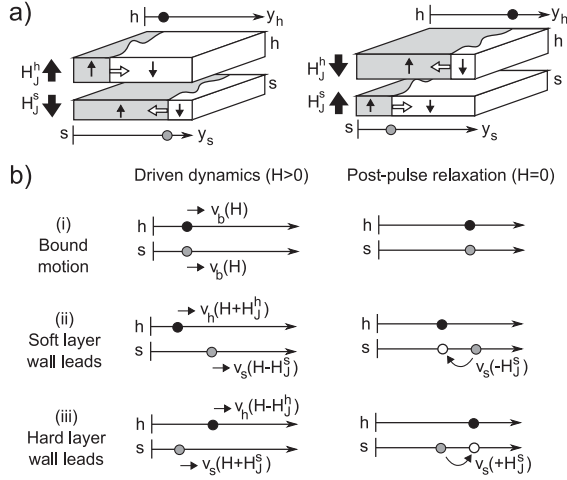 a)
h
y_h
h
s
H_J^h
H_J^s
s
y_s
h
y_h
h
s
H_J^h
H_J^s
s
y_s
b)
Driven dynamics (H>0)
Post-pulse relaxation (H=0)
(i)
Bound
motion
v_b(H)
h
s
v_b(H)
h
s
(ii)
Soft layer
wall leads
v_h(H+H_J^h)
h
s
v_s(H-H_J^s)
h
s
v_s(-H_J^s)
(iii)
Hard layer
wall leads
v_h(H-H_J^h)
h
s
v_s(H+H_J^s)
h
s
v_s(+H_J^s)